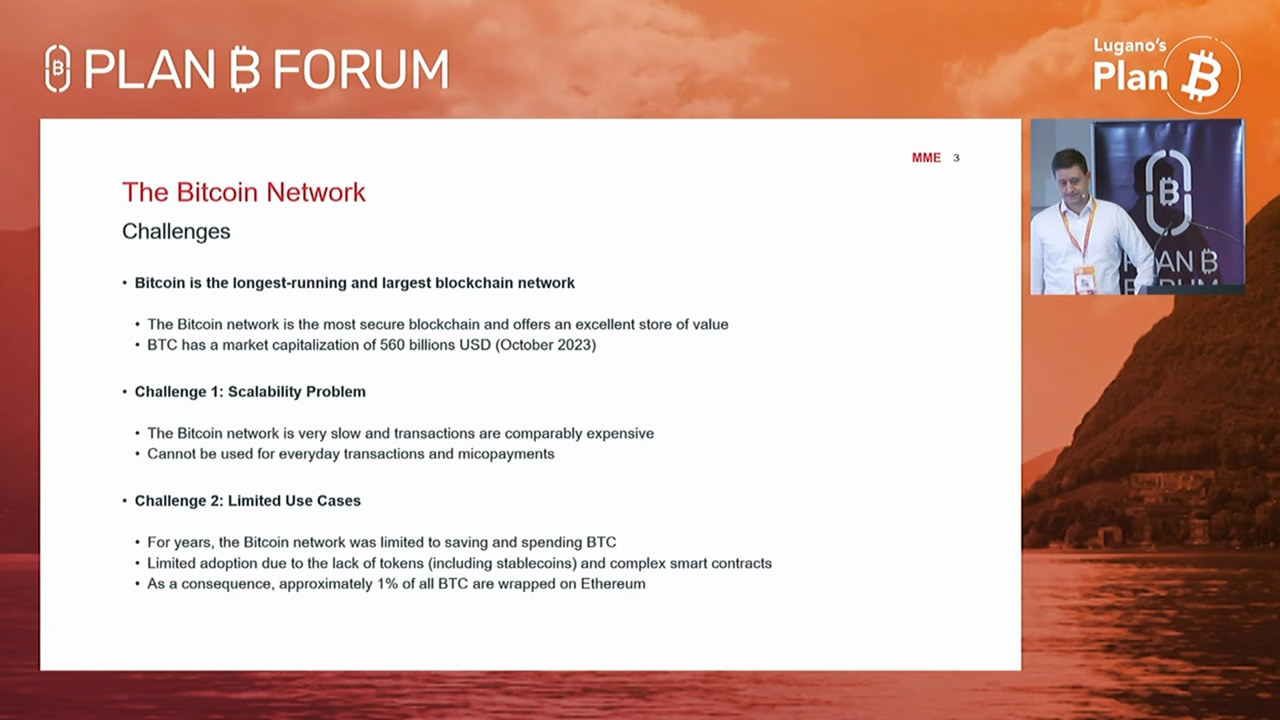 PLAN B FORUM
Lugano's
Plan B
MME 3
The Bitcoin Network
Challenges
• Bitcoin is the longest-running and largest blockchain network
• The Bitcoin network is the most secure blockchain and offers an excellent store of value
• BTC has a market capitalization of 560 billions USD (October 2023)
• Challenge 1: Scalability Problem
• The Bitcoin network is very slow and transactions are comparably expensive
• Cannot be used for everyday transactions and micopayments
• Challenge 2: Limited Use Cases
• For years, the Bitcoin network was limited to saving and spending BTC
• Limited adoption due to the lack of tokens (including stablecoins) and complex smart contracts
• As a consequence, approximately 1% of all BTC are wrapped on Ethereum
PLAN B
FORUM